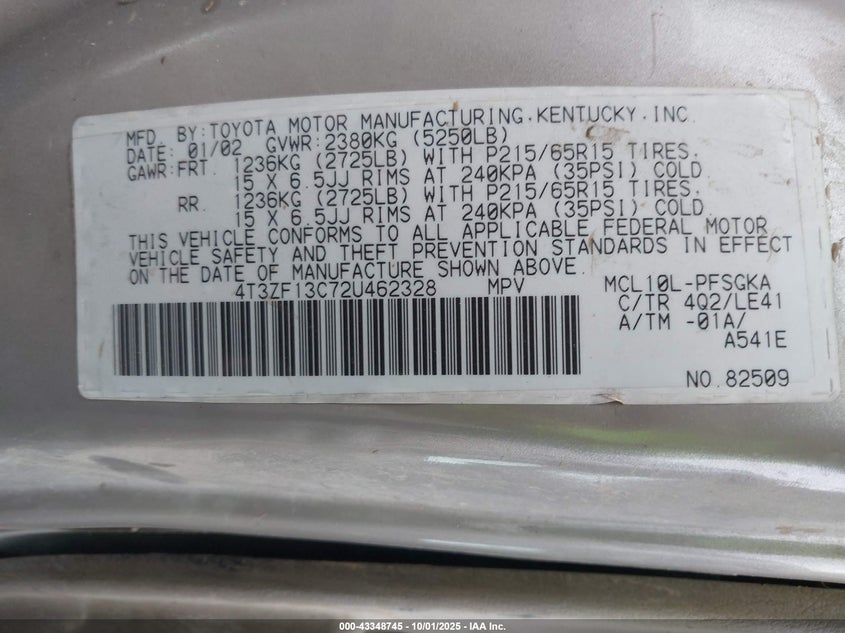 MFD. BY:TOYOTA MOTOR MANUFACTURING,KENTUCKY,INC.
DATE: 01/02 GVWR:2380KG (5250LB)
GAWR:FRT. 1236KG (2725LB) WITH P215/65R15 TIRES,
15 X 6.5JJ RIMS AT 240KPA (35PSI) COLD.
RR. 1236KG (2725LB) WITH P215/65R15 TIRES,
15 X 6.5JJ RIMS AT 240KPA (35PSI) COLD.
THIS VEHICLE CONFORMS TO ALL APPLICABLE FEDERAL MOTOR
VEHICLE SAFETY AND THEFT PREVENTION STANDARDS IN EFFECT
ON THE DATE OF MANUFACTURE SHOWN ABOVE.
4T3ZF13C72U462328 MPV
MCL10L-PFSGKA
C/TR 4Q2/LE41
A/TM -01A/
A541E
NO.82509
000-43348745 - 10/01/2025 - IAA Inc.